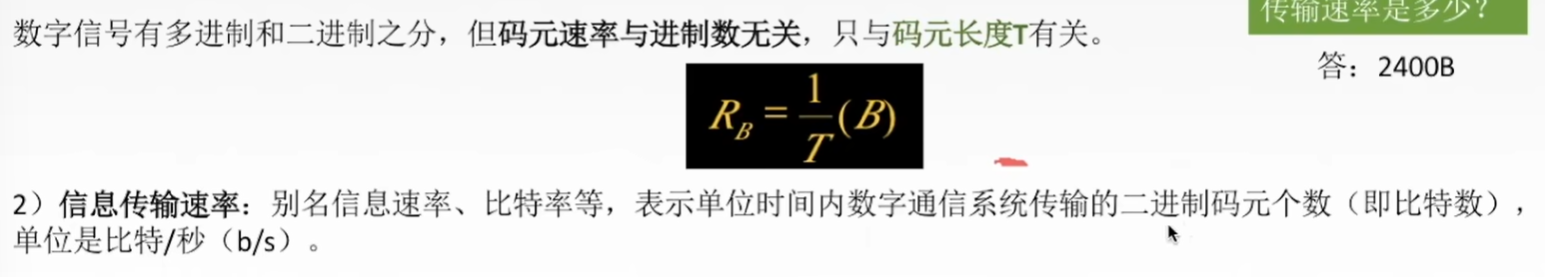 传输速率是多少？
数字信号有多进制和二进制之分，但码元速率与进制数无关，只与码元长度T有关。
答：2400B
R_B = 1/T (B)
2）信息传输速率：别名信息速率、比特率等，表示单位时间内数字通信系统传输的二进制码元个数（即比特数），
单位是比特/秒（b/s）。